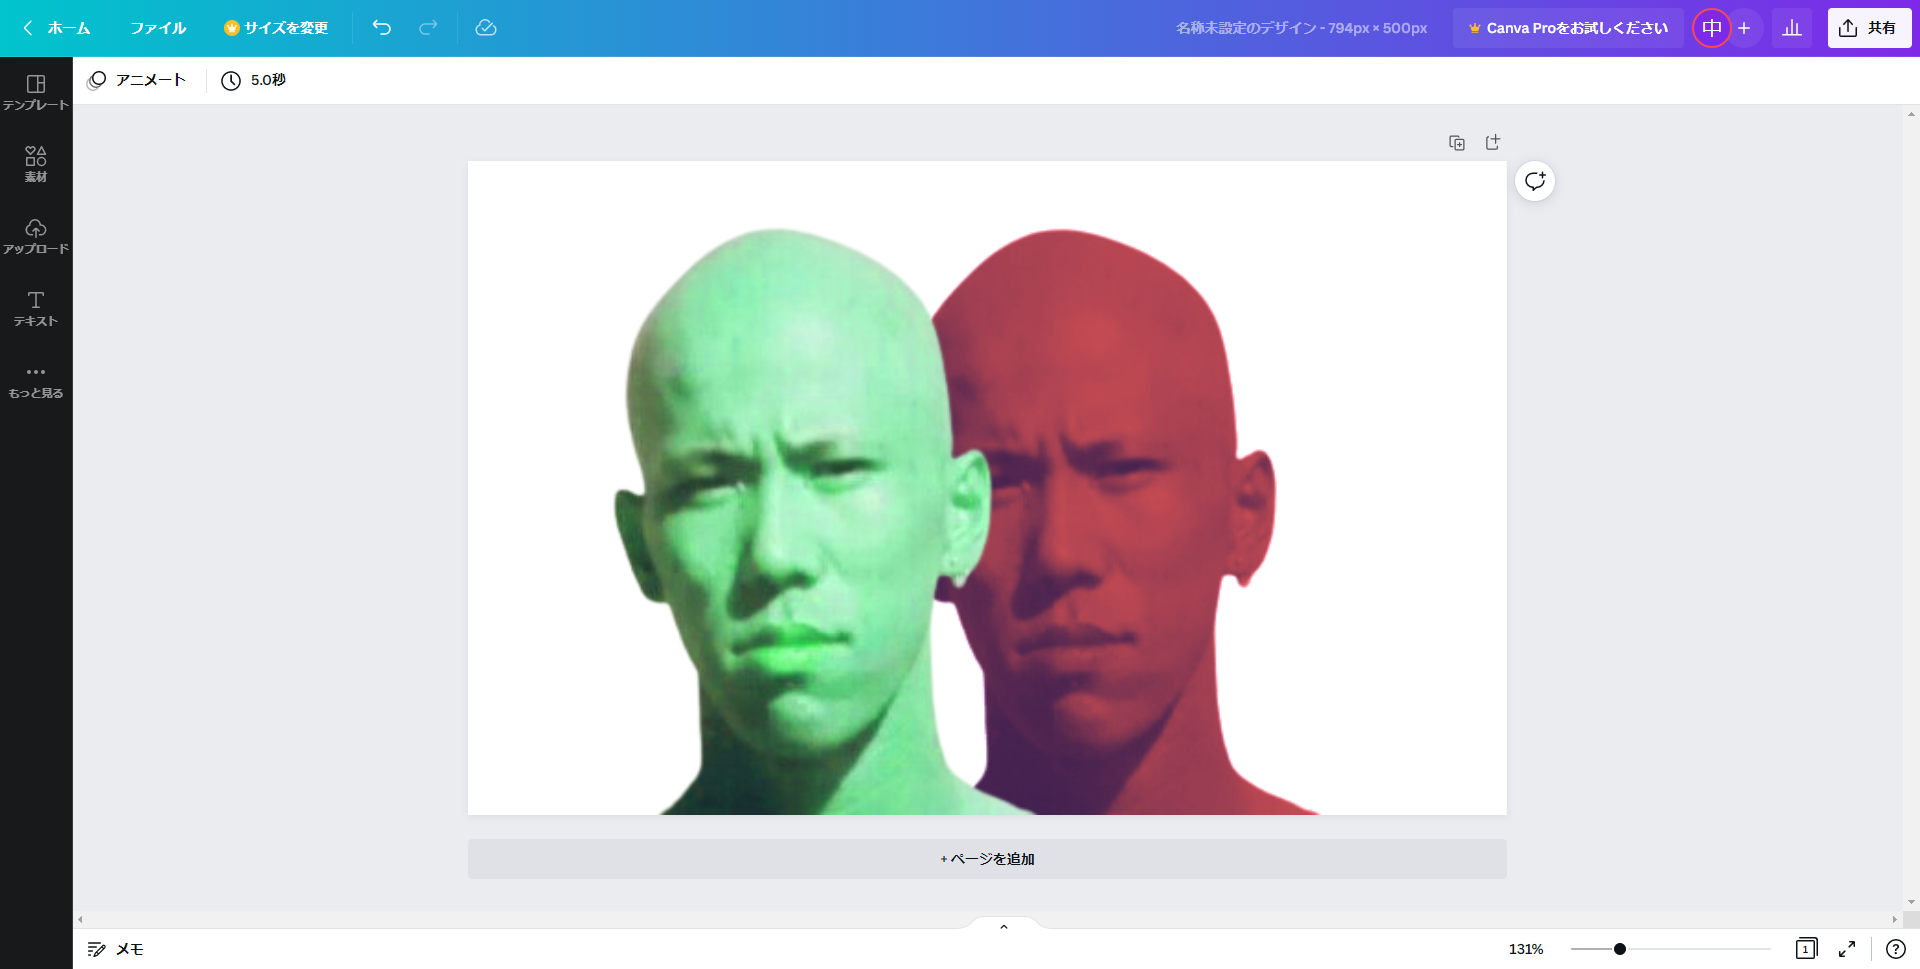 ホーム ファイル サイズを変更 名称未設定のデザイン - 794px × 500px Canva Proをお試しください 中 + 共有
アニメート 5.0秒
テンプレート
素材
アップロード
テキスト
もっと見る
+ ページを追加
メモ 131% 1 ?